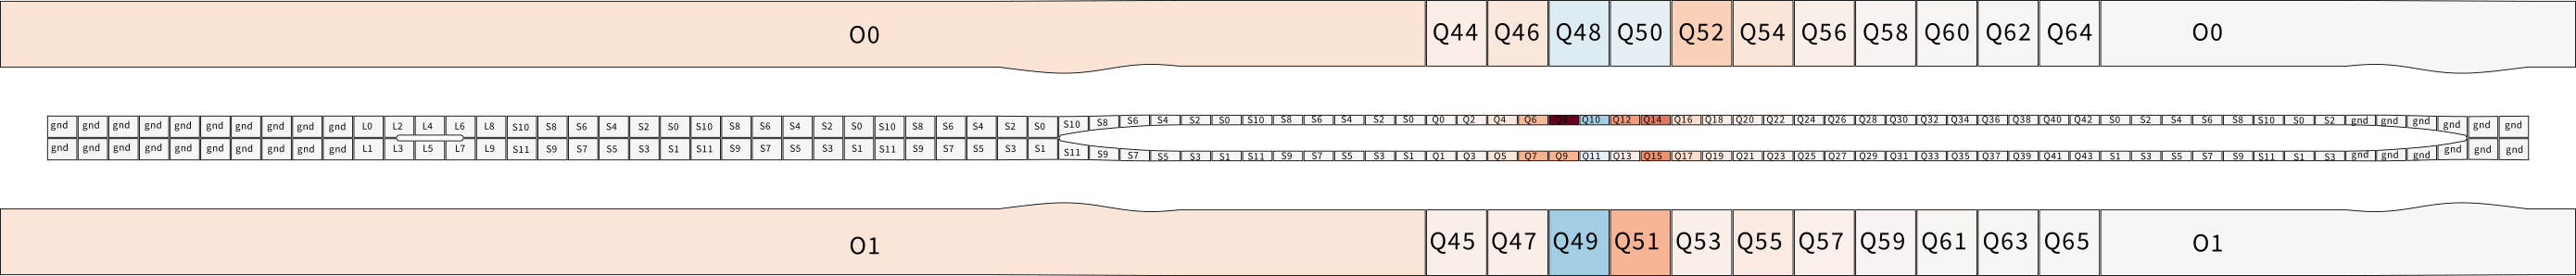 O0 Q44 Q46 Q48 Q50 Q52 Q54 Q56 Q58 Q60 Q62 Q64 O0
gnd gnd gnd gnd gnd gnd gnd gnd gnd gnd L0 L2 L4 L6 L8 S10 S8 S6 S4 S2 S0 S10 S8 S6 S4 S2 S0 S10 S8 S6 S4 S2 S0 S10 S8 S6 S4 S2 S0 S10 S8 S6 S4 S2 S0 Q0 Q2 Q4 Q6 Q8 Q10 Q12 Q14 Q16 Q18 Q20 Q22 Q24 Q26 Q28 Q30 Q32 Q34 Q36 Q38 Q40 Q42 S0 S2 S4 S6 S8 S10 S0 S2 gnd gnd gnd gnd gnd gnd
gnd gnd gnd gnd gnd gnd gnd gnd gnd gnd L1 L3 L5 L7 L9 S11 S9 S7 S5 S3 S1 S11 S9 S7 S5 S3 S1 S11 S9 S7 S5 S3 S1 S11 S9 S7 S5 S3 S1 S11 S9 S7 S5 S3 S1 Q1 Q3 Q5 Q7 Q9 Q11 Q13 Q15 Q17 Q19 Q21 Q23 Q25 Q27 Q29 Q31 Q33 Q35 Q37 Q39 Q41 Q43 S1 S3 S5 S7 S9 S11 S1 S3 gnd gnd gnd gnd gnd gnd
O1 Q45 Q47 Q49 Q51 Q53 Q55 Q57 Q59 Q61 Q63 Q65 O1